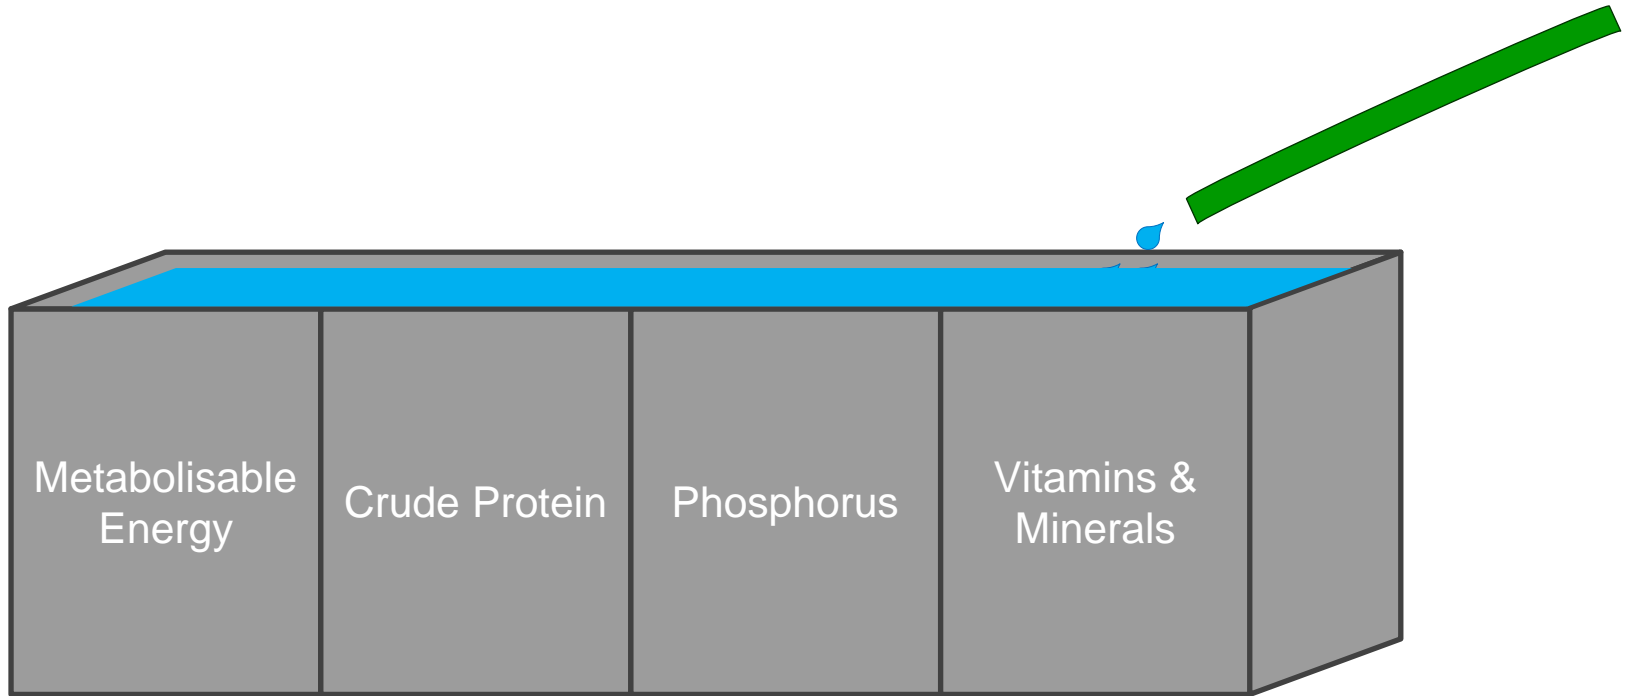 Metabolisable
Energy
Crude Protein
Phosphorus
Vitamins &
Minerals